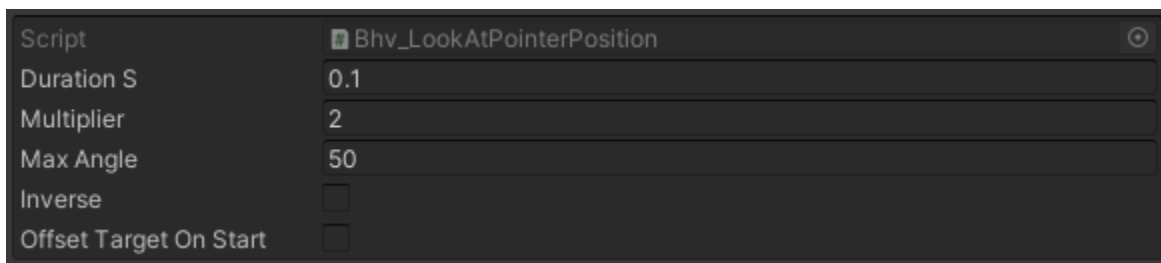 Script Bhv_LookAtPointerPosition
Duration S 0.1
Multiplier 2
Max Angle 50
Inverse
Offset Target On Start